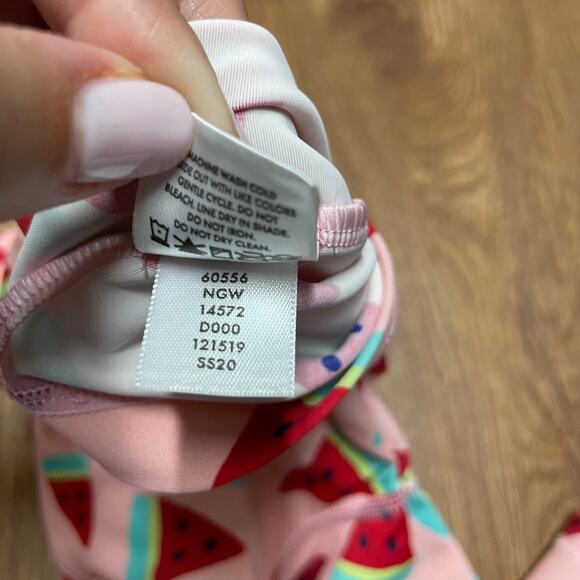 MACHINE WASH COLD
IDE OUT WITH LIKE COLORS
GENTLE CYCLE. DO NOT
BLEACH. LINE DRY IN SHADE.
DO NOT IRON.
DO NOT DRY CLEAN.
60556
NGW
14572
D000
121519
SS20